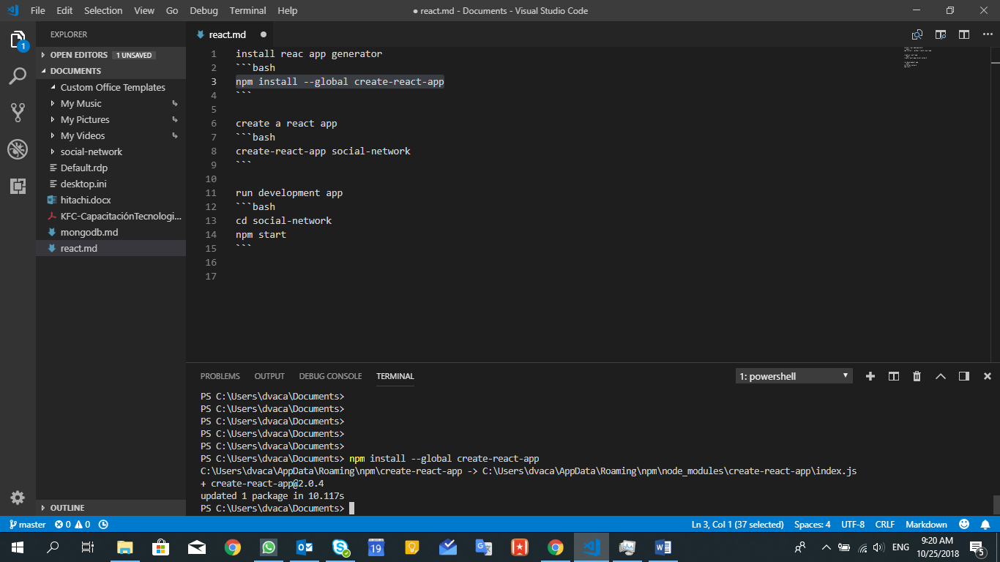 File Edit Selection View Go Debug Terminal Help
● react.md - Documents - Visual Studio Code
1
EXPLORER
OPEN EDITORS 1 UNSAVED
DOCUMENTS
Custom Office Templates
My Music
My Pictures
My Videos
social-network
Default.rdp
desktop.ini
hitachi.docx
KFC-CapacitaciónTecnologi...
mongodb.md
react.md
OUTLINE
react.md
1 install reac app generator
2 ```bash
3 npm install --global create-react-app
4 ```
5
6 create a react app
7 ```bash
8 create-react-app social-network
9 ```
10
11 run development app
12 ```bash
13 cd social-network
14 npm start
15 ```
16
17
PROBLEMS OUTPUT DEBUG CONSOLE TERMINAL
1: powershell
PS C:\Users\dvaca\Documents>
PS C:\Users\dvaca\Documents>
PS C:\Users\dvaca\Documents>
PS C:\Users\dvaca\Documents>
PS C:\Users\dvaca\Documents>
PS C:\Users\dvaca\Documents> npm install --global create-react-app
C:\Users\dvaca\AppData\Roaming\npm\create-react-app -> C:\Users\dvaca\AppData\Roaming\npm\node_modules\create-react-app\index.js
+ create-react-app@2.0.4
updated 1 package in 10.117s
PS C:\Users\dvaca\Documents>
master 0 0
Ln 3, Col 1 (37 selected) Spaces: 4 UTF-8 CRLF Markdown
19
ENG
9:20 AM
10/25/2018
5